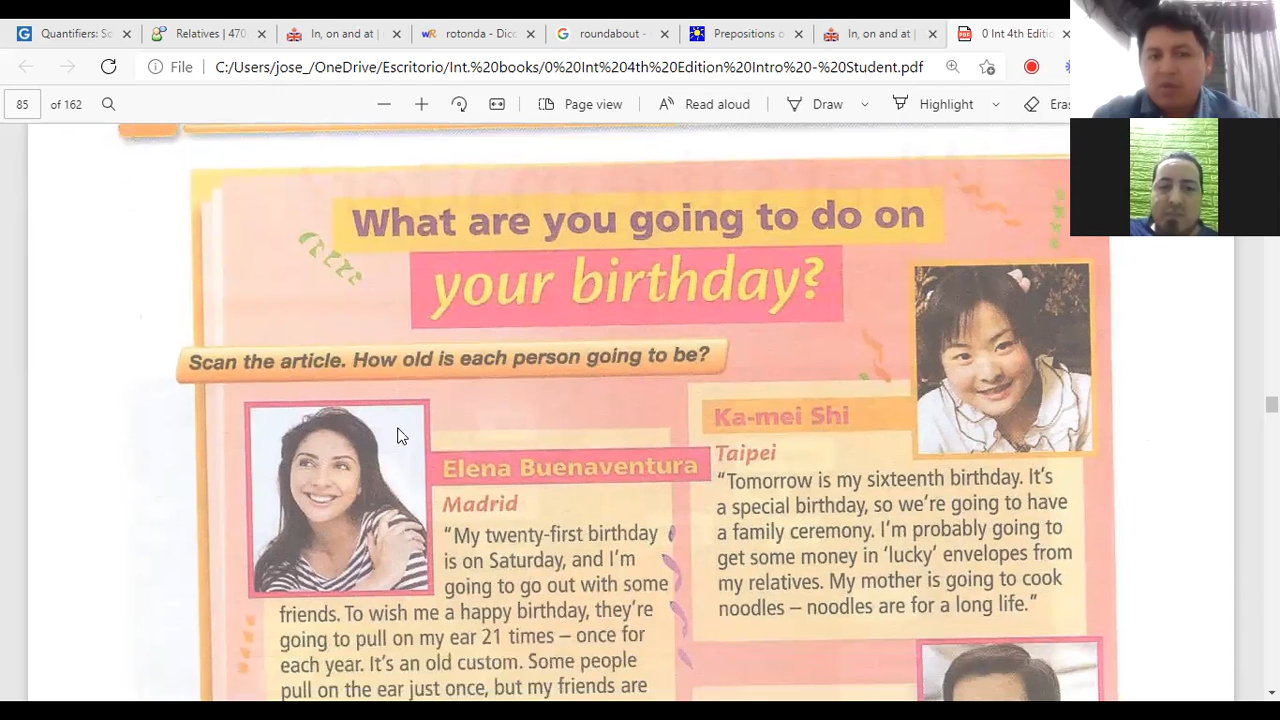 Quantifiers: Sc
Relatives | 470
In, on and at |
rotonda - Dicc
roundabout -
Prepositions o
In, on and at |
0 Int 4th Editi
File
C:/Users/jose_/OneDrive/Escritorio/Int.%20books/0%20Int%204th%20Edition%20Intro%20-%20Student.pdf
85
of 162
Page view
Read aloud
Draw
Highlight
Eras
What are you going to do on
your birthday?
Scan the article. How old is each person going to be?
Elena Buenaventura
Madrid
“My twenty-first birthday
is on Saturday, and I'm
going to go out with some
friends. To wish me a happy birthday, they're
going to pull on my ear 21 times – once for
each year. It's an old custom. Some people
pull on the ear just once, but my friends are
Ka-mei Shi
Taipei
“Tomorrow is my sixteenth birthday. It's
a special birthday, so we're going to have
a family ceremony. I'm probably going to
get some money in ‘lucky’ envelopes from
my relatives. My mother is going to cook
noodles – noodles are for a long life.”